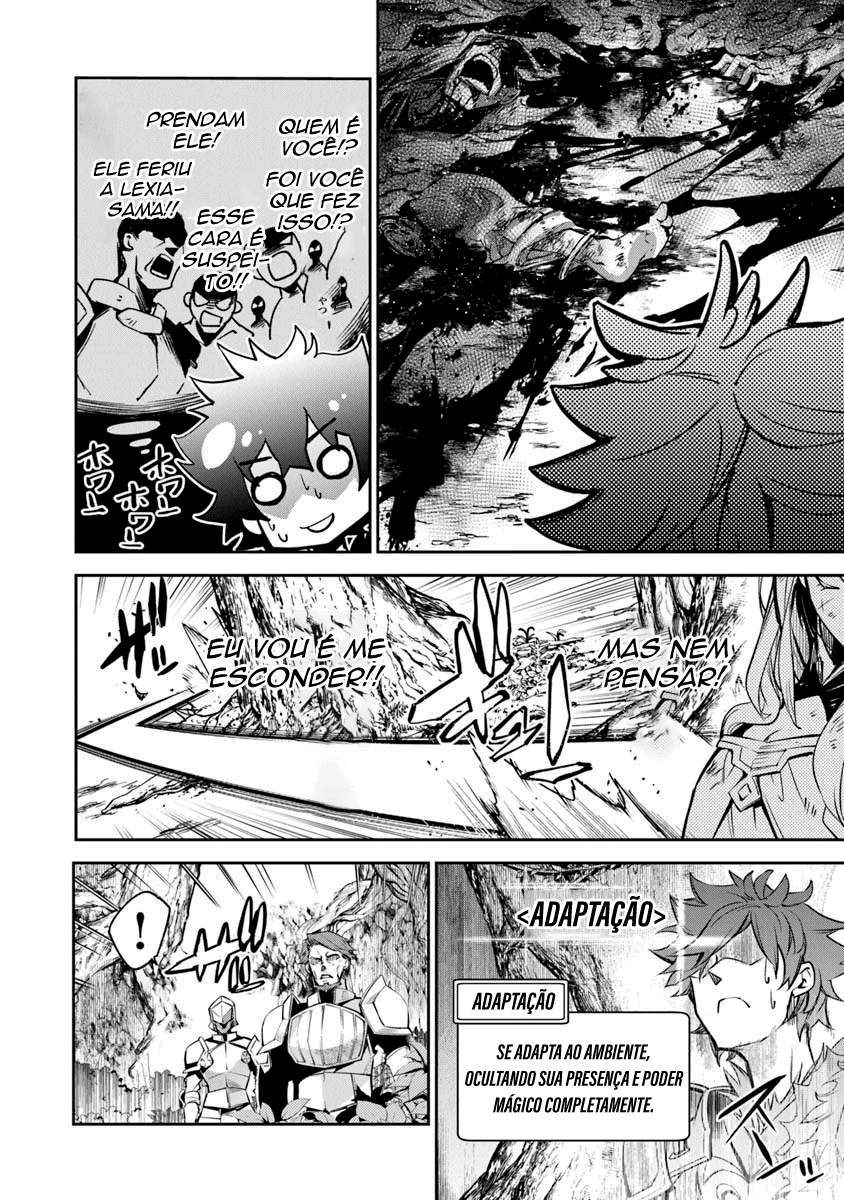 QUEM É
VOCÊ!?
FOI VOCÊ
QUE FEZ
ISSO!?
PRENDAM
ELE!
ESSE
CARA É
SUSPEI-
TO!!
ELE FERIU
A LEXIA-
SAMA!!
ホワー
ホワー
ホワー
MAS NEM
PENSAR!
EU VOU É ME
ESCONDER!!
<ADAPTAÇÃO>
ADAPTAÇÃO
SE ADAPTA AO AMBIENTE,
OCULTANDO SUA PRESENÇA E PODER
MÁGICO COMPLETAMENTE.
!